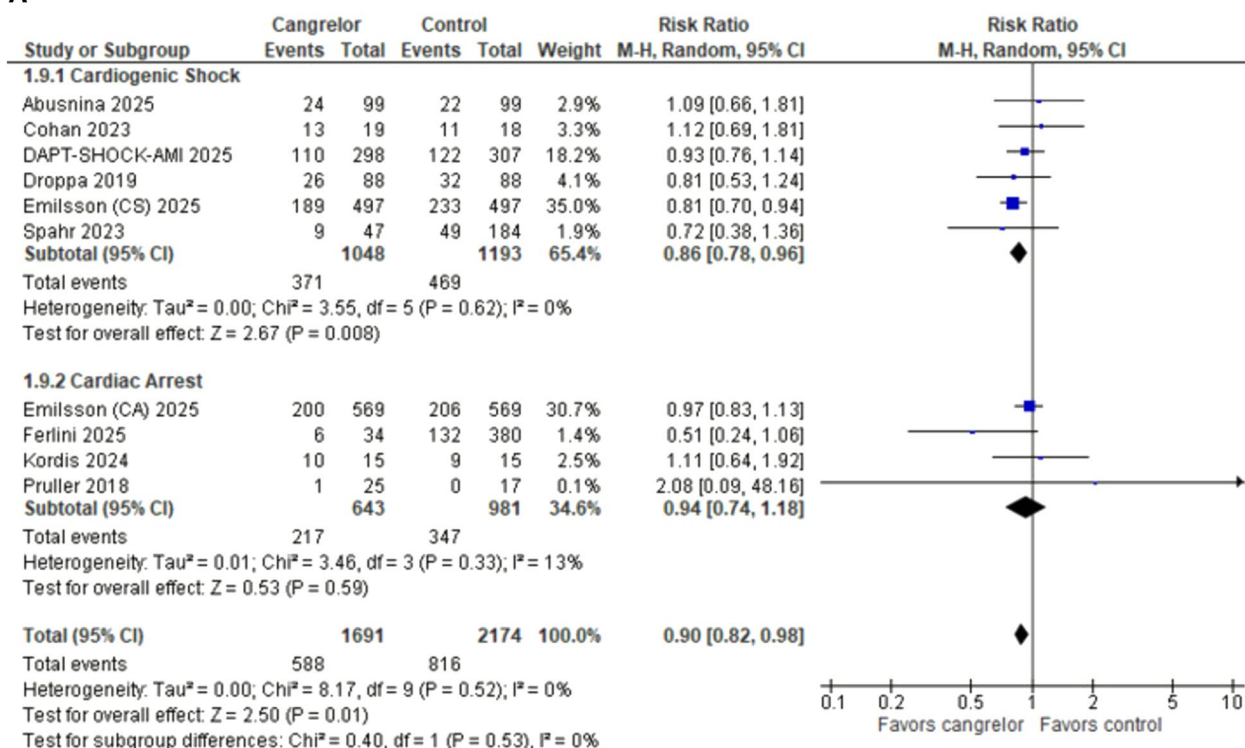 A
Cangrelor Control Risk Ratio Risk Ratio
Study or Subgroup Events Total Events Total Weight M-H, Random, 95% CI M-H, Random, 95% CI
1.9.1 Cardiogenic Shock
Abusnina 2025 24 99 22 99 2.9% 1.09 [0.66, 1.81]
Cohan 2023 13 19 11 18 3.3% 1.12 [0.69, 1.81]
DAPT-SHOCK-AMI 2025 110 298 122 307 18.2% 0.93 [0.76, 1.14]
Droppa 2019 26 88 32 88 4.1% 0.81 [0.53, 1.24]
Emilsson (CS) 2025 189 497 233 497 35.0% 0.81 [0.70, 0.94]
Spahr 2023 9 47 49 184 1.9% 0.72 [0.38, 1.36]
Subtotal (95% CI) 1048 1193 65.4% 0.86 [0.78, 0.96]
Total events 371 469
Heterogeneity: Tau² = 0.00; Chi² = 3.55, df = 5 (P = 0.62); I² = 0%
Test for overall effect: Z = 2.67 (P = 0.008)
1.9.2 Cardiac Arrest
Emilsson (CA) 2025 200 569 206 569 30.7% 0.97 [0.83, 1.13]
Ferlini 2025 6 34 132 380 1.4% 0.51 [0.24, 1.06]
Kordis 2024 10 15 9 15 2.5% 1.11 [0.64, 1.92]
Pruller 2018 1 25 0 17 0.1% 2.08 [0.09, 48.16]
Subtotal (95% CI) 643 981 34.6% 0.94 [0.74, 1.18]
Total events 217 347
Heterogeneity: Tau² = 0.01; Chi² = 3.46, df = 3 (P = 0.33); I² = 13%
Test for overall effect: Z = 0.53 (P = 0.59)
Total (95% CI) 1691 2174 100.0% 0.90 [0.82, 0.98]
Total events 588 816
Heterogeneity: Tau² = 0.00; Chi² = 8.17, df = 9 (P = 0.52); I² = 0%
Test for overall effect: Z = 2.50 (P = 0.01)
Test for subgroup differences: Chi² = 0.40, df = 1 (P = 0.53), I² = 0%
0.1 0.2 0.5 1 2 5 10
Favors cangrelor Favors control